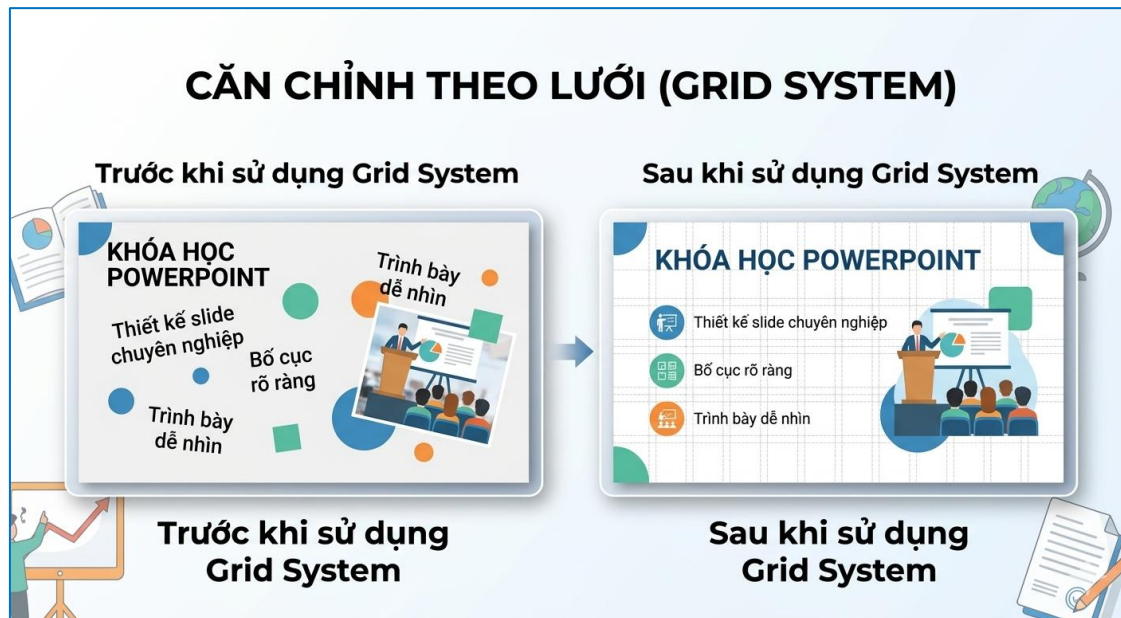 CĂN CHỈNH THEO LƯỚI (GRID SYSTEM)
Trước khi sử dụng Grid System
KHÓA HỌC
POWERPOINT
Trình bày
dễ nhìn
Thiết kế slide
chuyên nghiệp
Bố cục
rõ ràng
Trình bày
dễ nhìn
Trước khi sử dụng
Grid System
Sau khi sử dụng Grid System
KHÓA HỌC POWERPOINT
Thiết kế slide chuyên nghiệp
Bố cục rõ ràng
Trình bày dễ nhìn
Sau khi sử dụng
Grid System